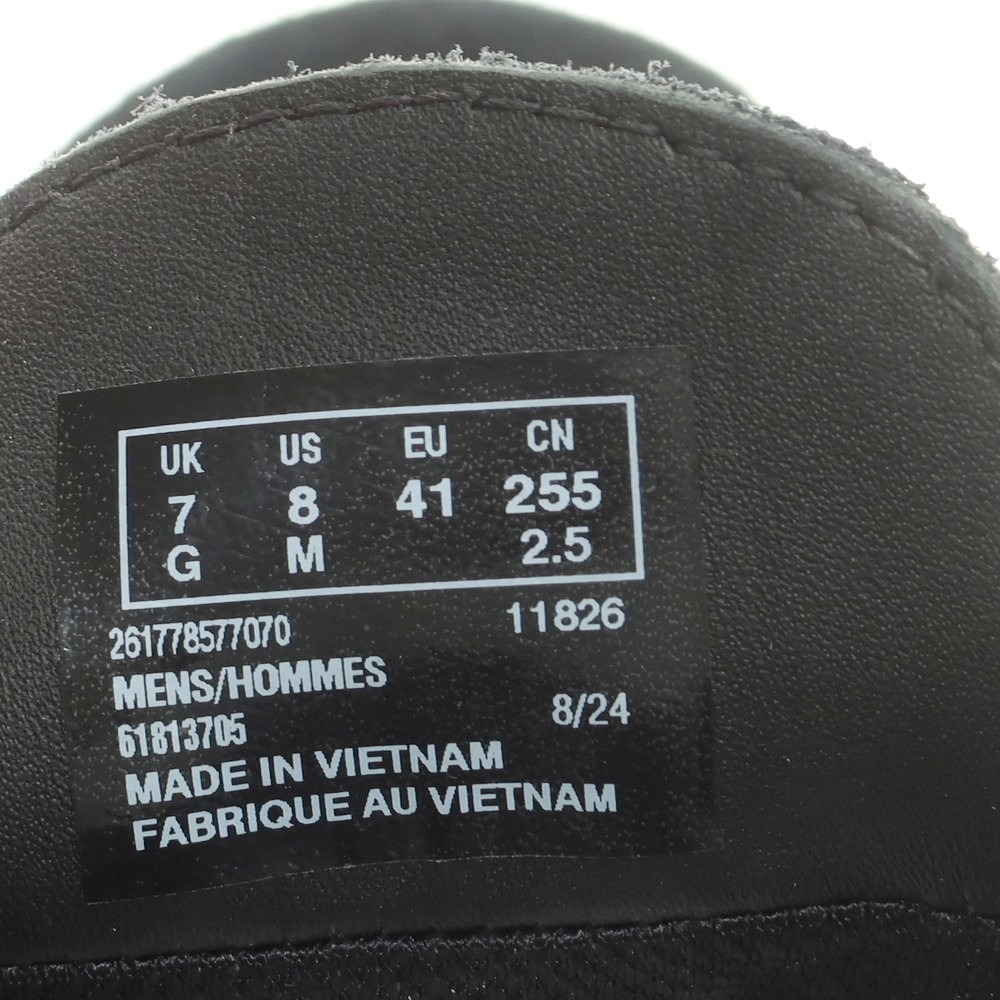 UK US EU CN
7 8 41 255
G M 2.5
261778577070 11826
MENS/HOMMES
61813705 8/24
MADE IN VIETNAM
FABRIQUE AU VIETNAM